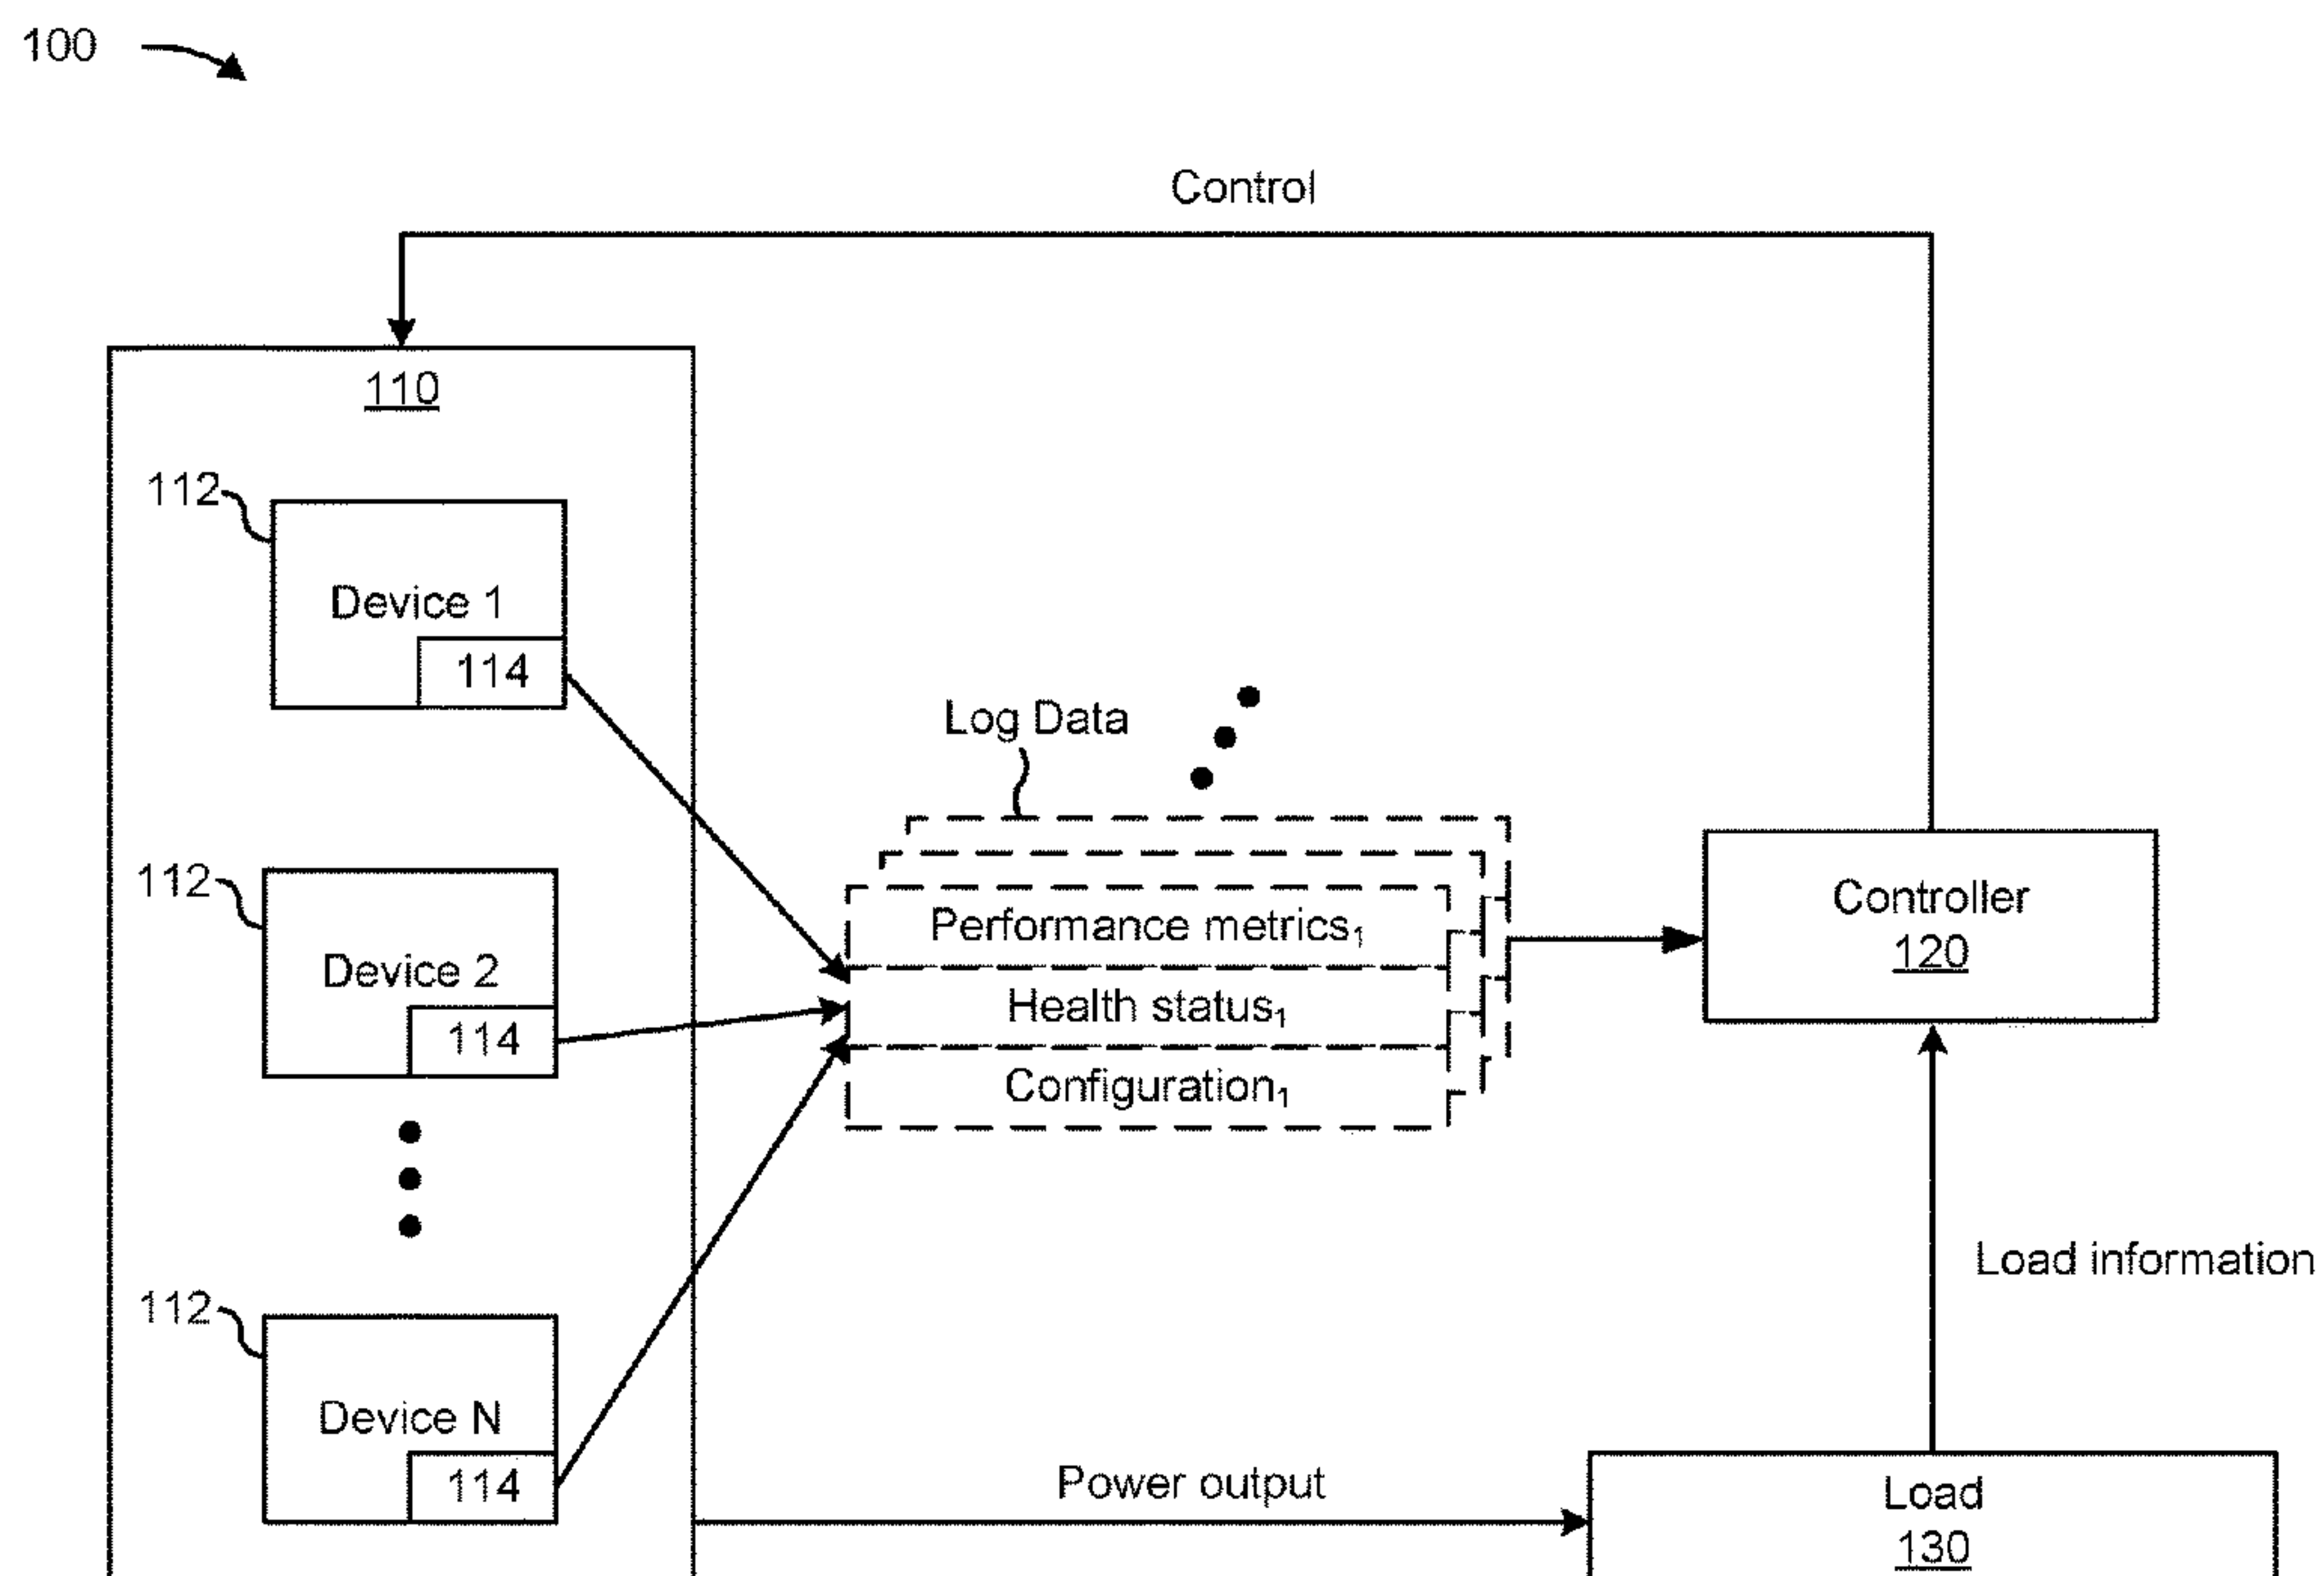 100
Control
110
112
Device 1
114
Log Data
112
Device 2
114
Performance metrics₁
Health status₁
Configuration₁
Controller
120
Load information
112
Device N
114
Power output
Load
130